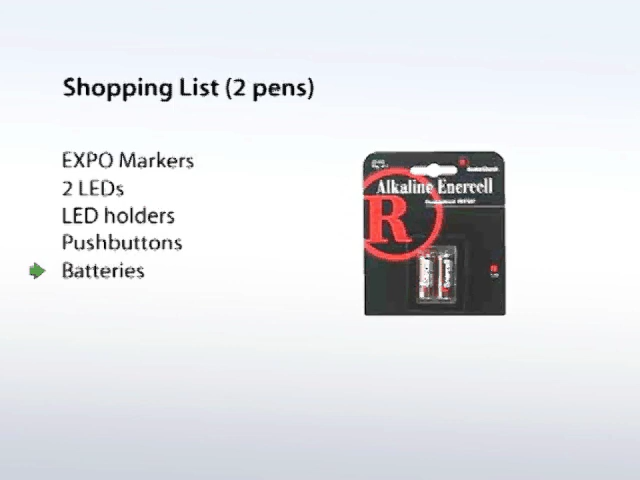 Shopping List (2 pens)
EXPO Markers
2 LEDs
LED holders
Pushbuttons
Batteries
Alkaline Enercell
R